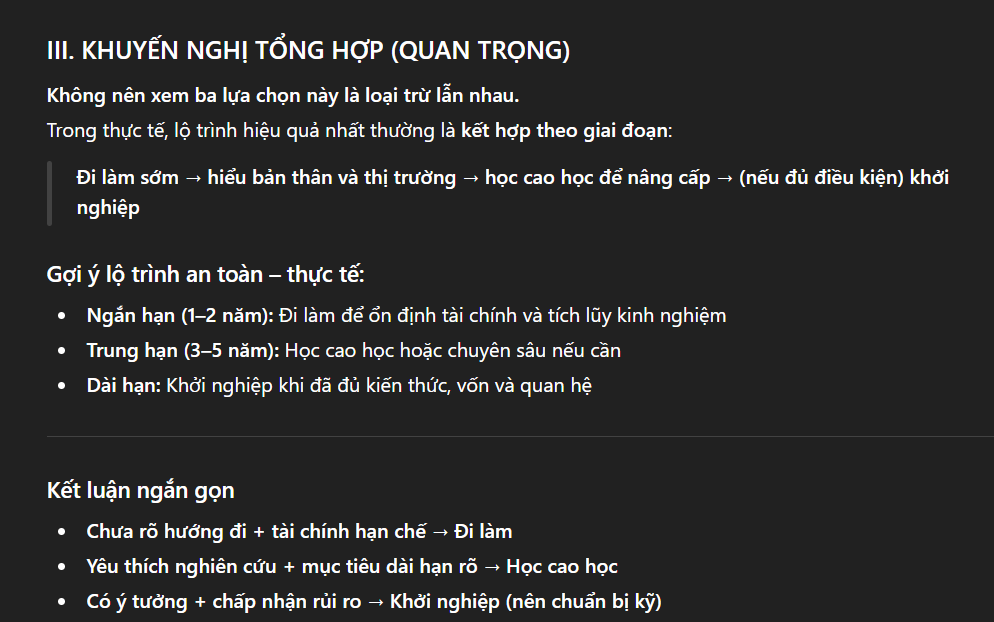 III. KHUYẾN NGHỊ TỔNG HỢP (QUAN TRỌNG)
Không nên xem ba lựa chọn này là loại trừ lẫn nhau.
Trong thực tế, lộ trình hiệu quả nhất thường là kết hợp theo giai đoạn:
Đi làm sớm → hiểu bản thân và thị trường → học cao học để nâng cấp → (nếu đủ điều kiện) khởi
nghiệp
Gợi ý lộ trình an toàn – thực tế:
• Ngắn hạn (1–2 năm): Đi làm để ổn định tài chính và tích lũy kinh nghiệm
• Trung hạn (3–5 năm): Học cao học hoặc chuyên sâu nếu cần
• Dài hạn: Khởi nghiệp khi đã đủ kiến thức, vốn và quan hệ
Kết luận ngắn gọn
• Chưa rõ hướng đi + tài chính hạn chế → Đi làm
• Yêu thích nghiên cứu + mục tiêu dài hạn rõ → Học cao học
• Có ý tưởng + chấp nhận rủi ro → Khởi nghiệp (nên chuẩn bị kỹ)